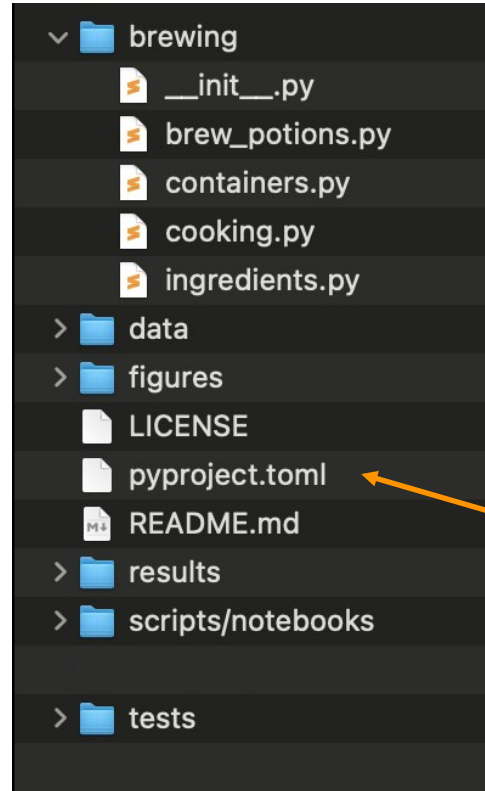 brewing
__init__.py
brew_potions.py
containers.py
cooking.py
ingredients.py
data
figures
LICENSE
pyproject.toml
README.md
results
scripts/notebooks
tests